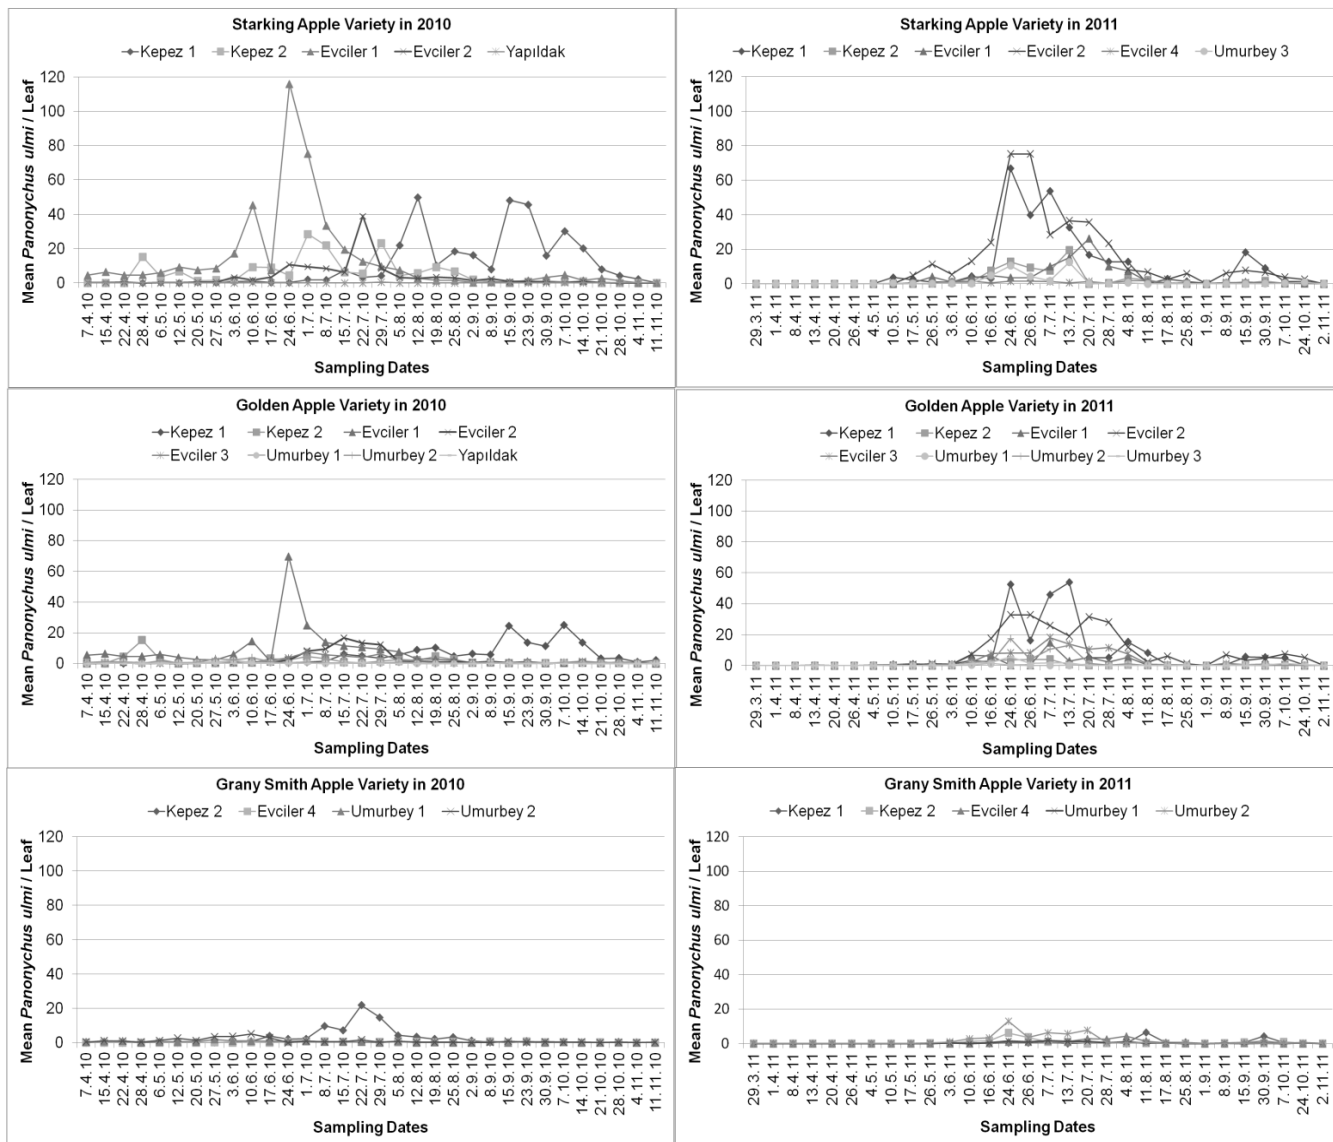 Starking Apple Variety in 2010
Kepez 1 Kepez 2 Evciler 1 Evciler 2 Yapıldak
Mean Panonychus ulmi / Leaf
120
100
80
60
40
20
0
7.4.10 15.4.10 22.4.10 28.4.10 6.5.10 12.5.10 20.5.10 27.5.10 3.6.10 10.6.10 17.6.10 24.6.10 1.7.10 8.7.10 15.7.10 22.7.10 29.7.10 5.8.10 12.8.10 19.8.10 25.8.10 2.9.10 8.9.10 15.9.10 23.9.10 30.9.10 7.10.10 14.10.10 21.10.10 28.10.10 4.11.10 11.11.10
Sampling Dates
Starking Apple Variety in 2011
Kepez 1 Kepez 2 Evciler 1 Evciler 2 Evciler 4 Umurbey 3
Mean Panonychus ulmi / Leaf
120
100
80
60
40
20
0
29.3.11 1.4.11 8.4.11 13.4.11 20.4.11 26.4.11 4.5.11 10.5.11 17.5.11 26.5.11 3.6.11 10.6.11 16.6.11 24.6.11 26.6.11 7.7.11 13.7.11 20.7.11 28.7.11 4.8.11 11.8.11 17.8.11 25.8.11 1.9.11 8.9.11 15.9.11 30.9.11 7.10.11 24.10.11 2.11.11
Sampling Dates
Golden Apple Variety in 2010
Kepez 1 Kepez 2 Evciler 1 Evciler 2
Evciler 3 Umurbey 1 Umurbey 2 Yapıldak
Mean Panonychus ulmi / Leaf
120
100
80
60
40
20
0
7.4.10 15.4.10 22.4.10 28.4.10 6.5.10 12.5.10 20.5.10 27.5.10 3.6.10 10.6.10 17.6.10 24.6.10 1.7.10 8.7.10 15.7.10 22.7.10 29.7.10 5.8.10 12.8.10 19.8.10 25.8.10 2.9.10 8.9.10 15.9.10 23.9.10 30.9.10 7.10.10 14.10.10 21.10.10 28.10.10 4.11.10 11.11.10
Sampling Dates
Golden Apple Variety in 2011
Kepez 1 Kepez 2 Evciler 1 Evciler 2
Evciler 3 Umurbey 1 Umurbey 2 Umurbey 3
Mean Panonychus ulmi / Leaf
120
100
80
60
40
20
0
29.3.11 1.4.11 8.4.11 13.4.11 20.4.11 26.4.11 4.5.11 10.5.11 17.5.11 26.5.11 3.6.11 10.6.11 16.6.11 24.6.11 26.6.11 7.7.11 13.7.11 20.7.11 28.7.11 4.8.11 11.8.11 17.8.11 25.8.11 1.9.11 8.9.11 15.9.11 30.9.11 7.10.11 24.10.11 2.11.11
Sampling Dates
Grany Smith Apple Variety in 2010
Kepez 2 Evciler 4 Umurbey 1 Umurbey 2
Mean Panonychus ulmi / Leaf
120
100
80
60
40
20
0
7.4.10 15.4.10 22.4.10 28.4.10 6.5.10 12.5.10 20.5.10 27.5.10 3.6.10 10.6.10 17.6.10 24.6.10 1.7.10 8.7.10 15.7.10 22.7.10 29.7.10 5.8.10 12.8.10 19.8.10 25.8.10 2.9.10 8.9.10 15.9.10 23.9.10 30.9.10 7.10.10 14.10.10 21.10.10 28.10.10 4.11.10 11.11.10
Sampling Dates
Grany Smith Apple Variety in 2011
Kepez 1 Kepez 2 Evciler 4 Umurbey 1 Umurbey 2
Mean Panonychus ulmi / Leaf
120
100
80
60
40
20
0
29.3.11 1.4.11 8.4.11 13.4.11 20.4.11 26.4.11 4.5.11 10.5.11 17.5.11 26.5.11 3.6.11 10.6.11 16.6.11 24.6.11 26.6.11 7.7.11 13.7.11 20.7.11 28.7.11 4.8.11 11.8.11 17.8.11 25.8.11 1.9.11 8.9.11 15.9.11 30.9.11 7.10.11 24.10.11 2.11.11
Sampling Dates